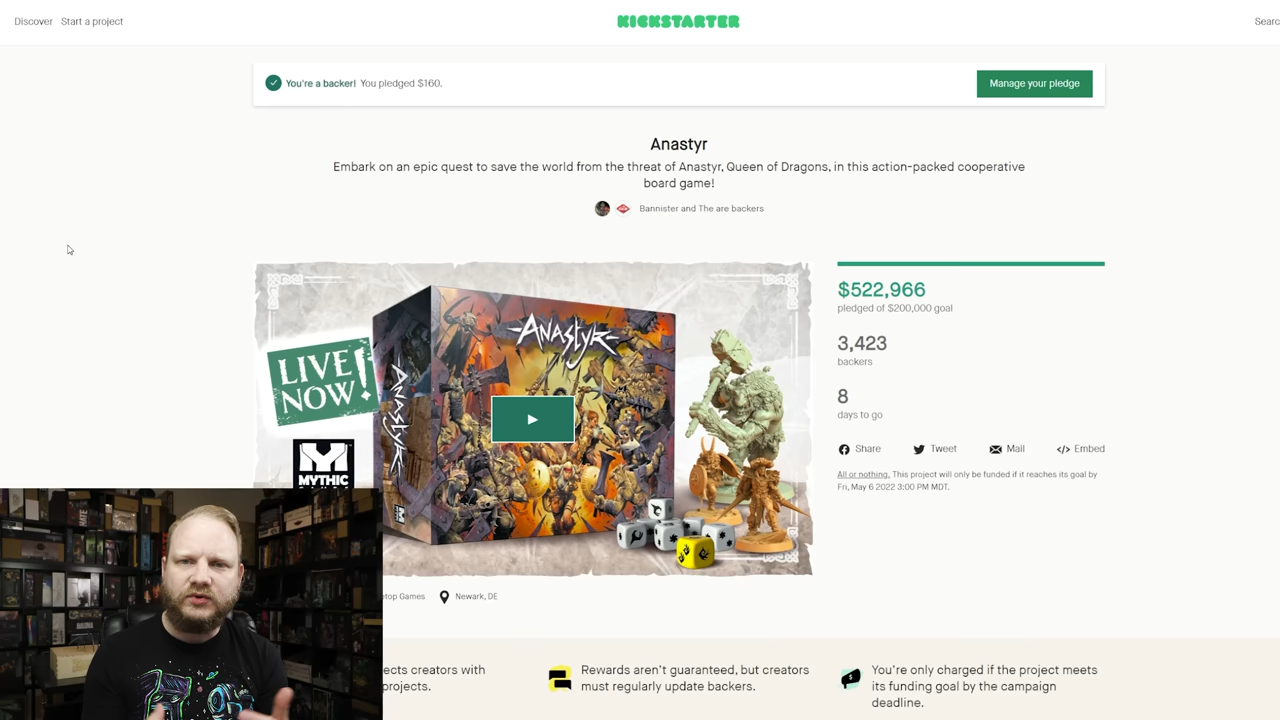 Discover Start a project
KICKSTARTER
Searc
You're a backer! You pledged $160.
Manage your pledge
Anastyr
Embark on an epic quest to save the world from the threat of Anastyr, Queen of Dragons, in this action-packed cooperative
board game!
Bannister and The are backers
LIVE
NOW!
ANASTYR
ANASTYR
MYTHIC
$522,966
pledged of $200,000 goal
3,423
backers
8
days to go
Share Tweet Mail Embed
All or nothing. This project will only be funded if it reaches its goal by
Fri, May 6 2022 3:00 PM MDT.
etop Games Newark, DE
ects creators with
projects.
Rewards aren't guaranteed, but creators
must regularly update backers.
You're only charged if the project meets
its funding goal by the campaign
deadline.